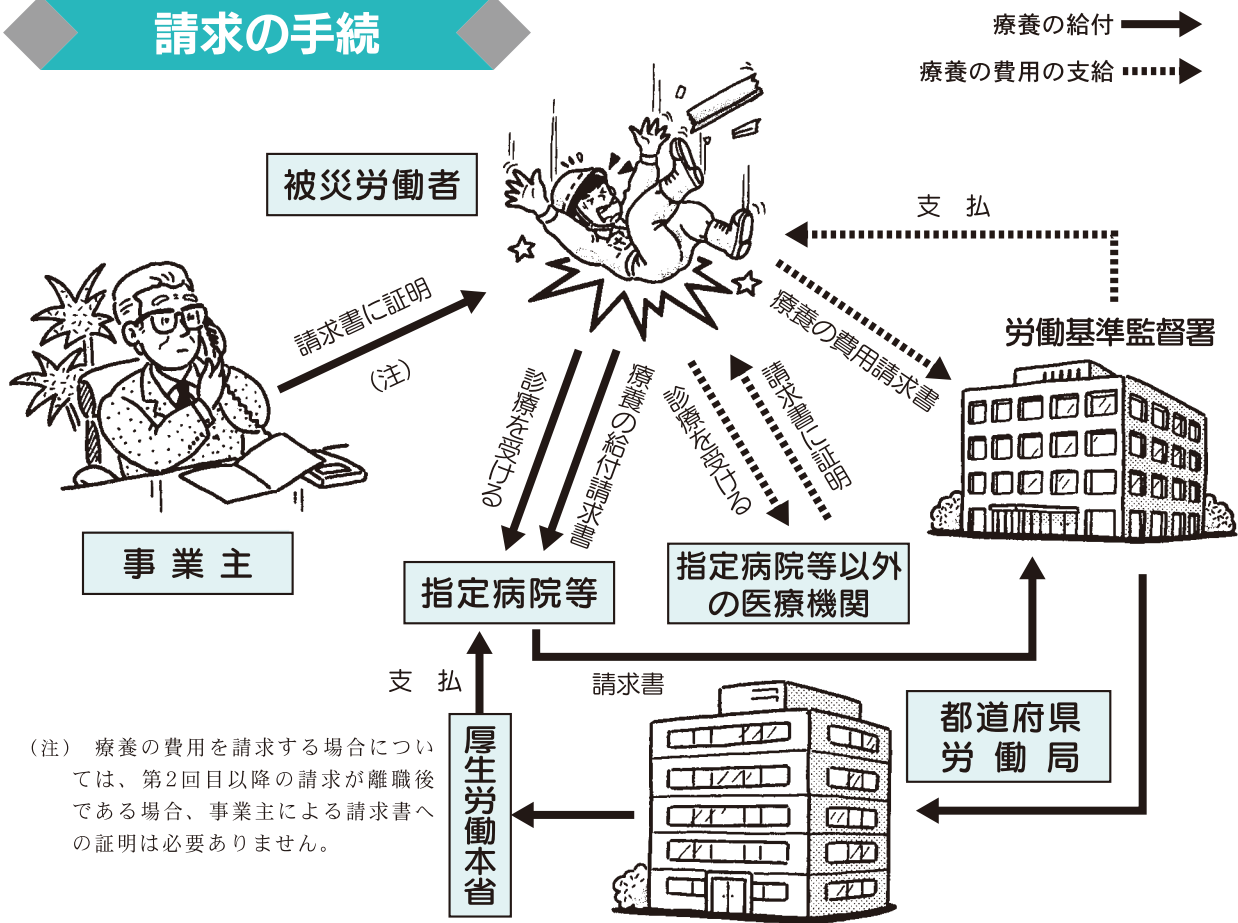 請求の手続
療養の給付
療養の費用の支給
被災労働者
支 払
請求書に証明
(注)
療養の費用請求書
労働基準監督署
診療を受ける
療養の給付請求書
診療を受ける
請求書に証明
事業主
指定病院等
指定病院等以外
の医療機関
支 払
請求書
都道府県
労働局
厚生労働本省
(注) 療養の費用を請求する場合につい
ては、第2回目以降の請求が離職後
である場合、事業主による請求書へ
の証明は必要ありません。